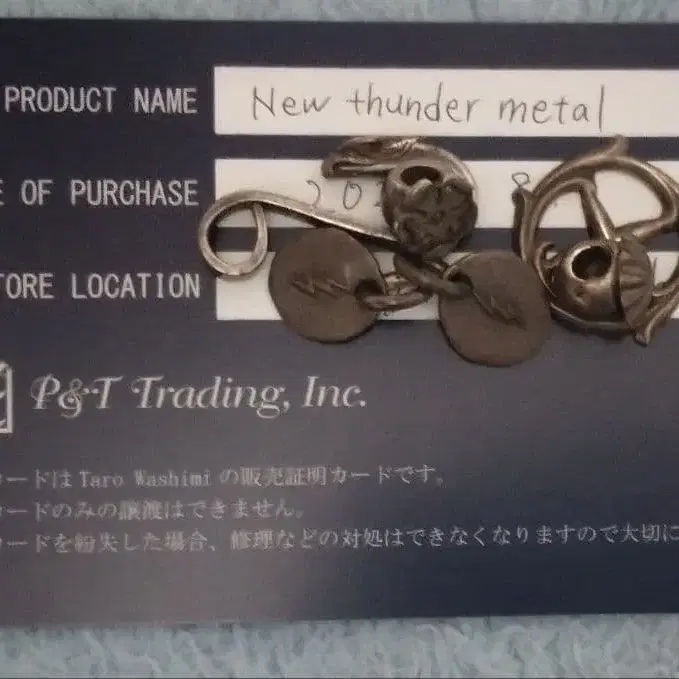 PRODUCT NAME New thunder metal
E OF PURCHASE 20 8
TORE LOCATION
P&T Trading, Inc.
ードはTaro Washimiの販売証明カードです。
ードのみの譲渡はできません。
ードを紛失した場合、修理などの対処はできなくなりますので大切に